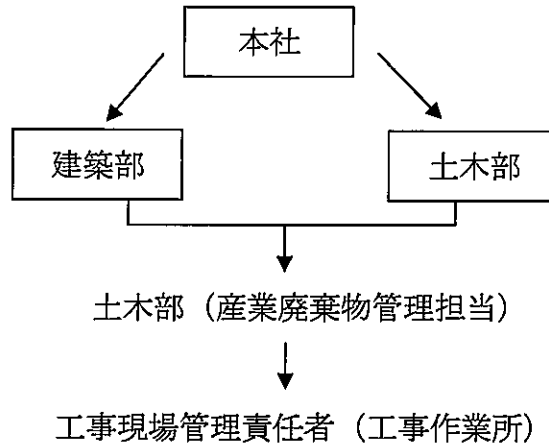 本社
建築部
土木部
土木部（産業廃棄物管理担当）
工事現場管理責任者（工事作業所）